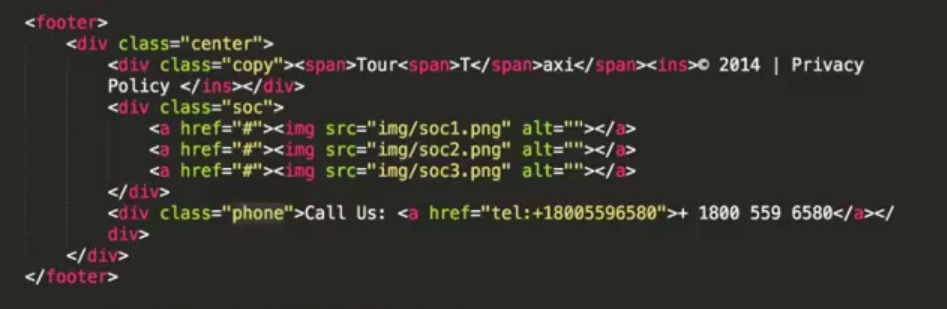 <footer>
<div class="center">
<div class="copy"><span>Tour<span>T</span>axi</span><ins>© 2014 | Privacy
Policy </ins></div>
<div class="soc">
<a href="#"><img src="img/soc1.png" alt=""></a>
<a href="#"><img src="img/soc2.png" alt=""></a>
<a href="#"><img src="img/soc3.png" alt=""></a>
</div>
<div class="phone">Call Us: <a href="tel:+18005596580">+ 1800 559 6580</a></
div>
</div>
</footer>